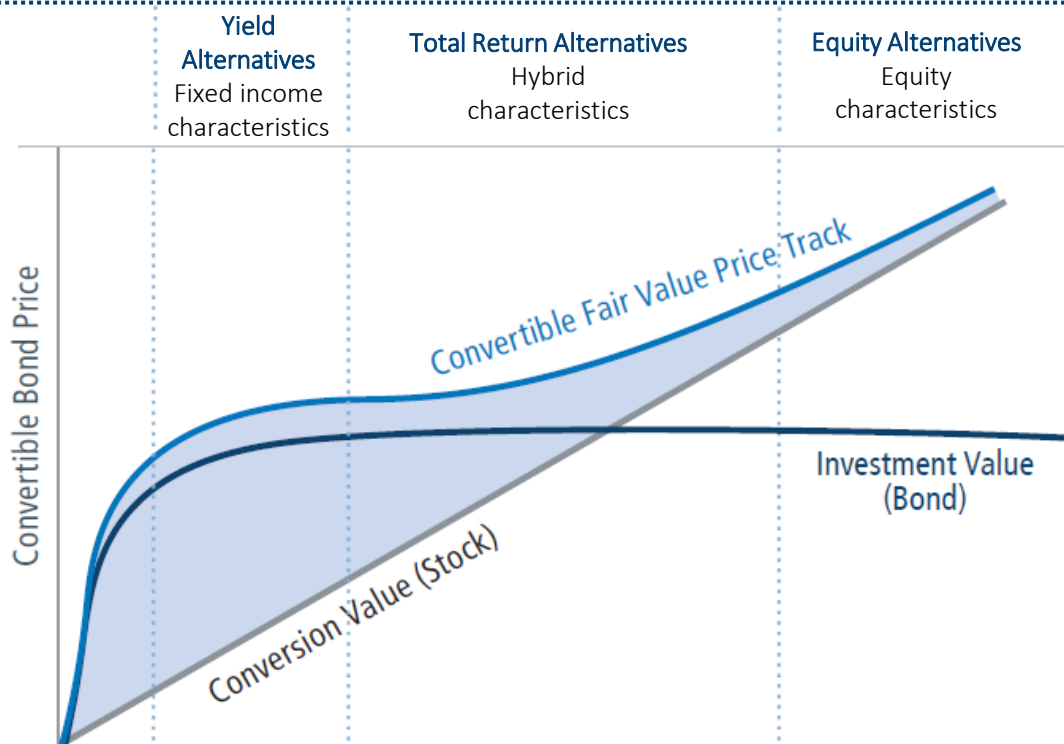 Yield
Alternatives
Fixed income
characteristics
Total Return Alternatives
Hybrid
characteristics
Equity Alternatives
Equity
characteristics
Convertible Bond Price
Convertible Fair Value Price Track
Investment Value
(Bond)
Conversion Value (Stock)